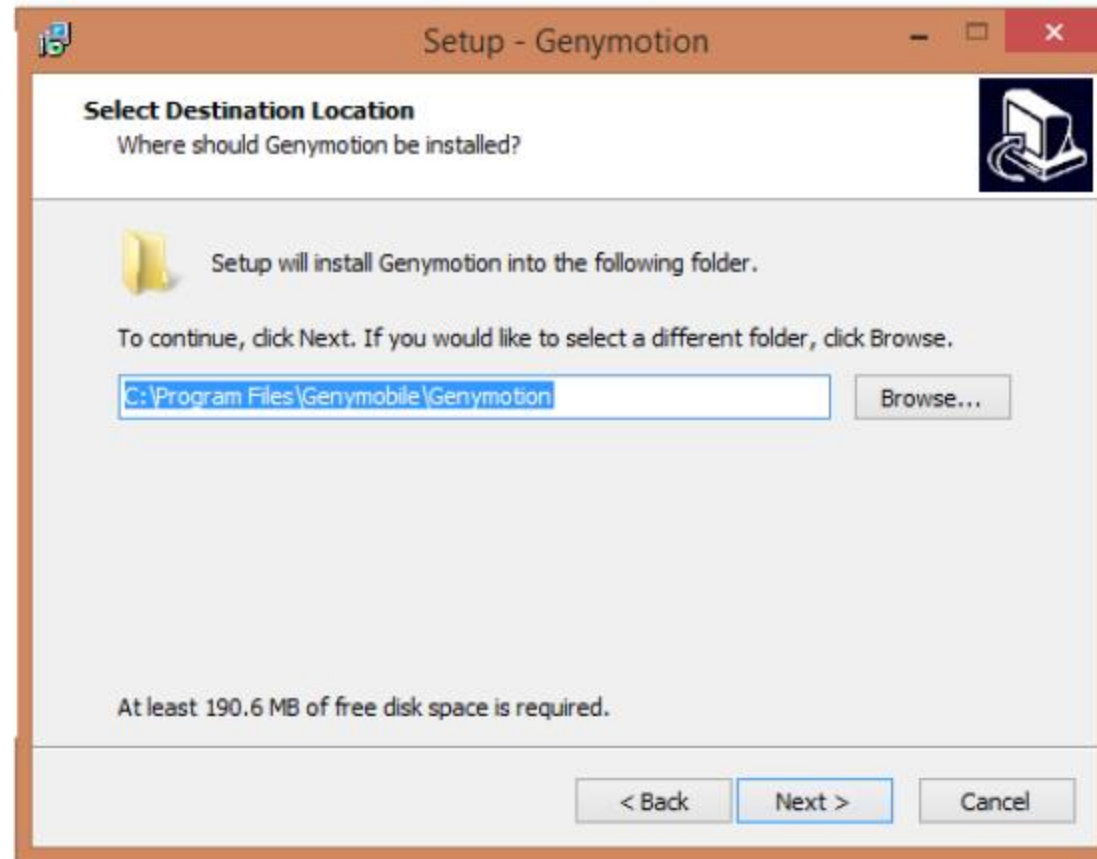 Setup - Genymotion
Select Destination Location
Where should Genymotion be installed?
Setup will install Genymotion into the following folder.
To continue, click Next. If you would like to select a different folder, click Browse.
C:\Program Files\Genymobile\Genymotion
Browse...
At least 190.6 MB of free disk space is required.
< Back
Next >
Cancel